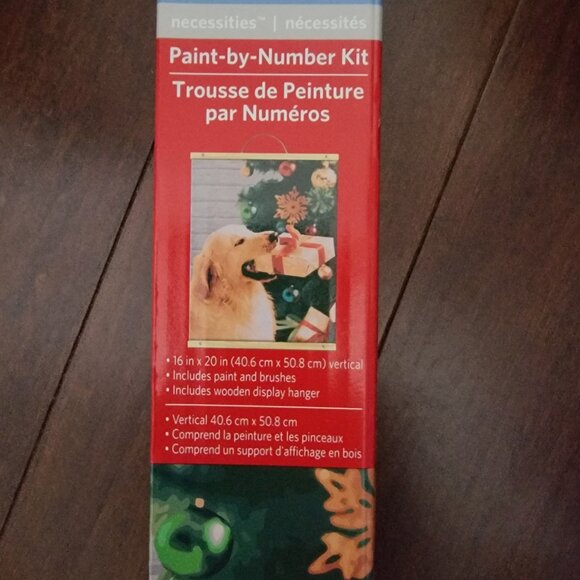 necessities™ | nécessités
Paint-by-Number Kit
Trousse de Peinture
par Numéros
• 16 in x 20 in (40.6 cm x 50.8 cm) vertical
• Includes paint and brushes
• Includes wooden display hanger
• Vertical 40.6 cm x 50.8 cm
• Comprend la peinture et les pinceaux
• Comprend un support d'affichage en bois